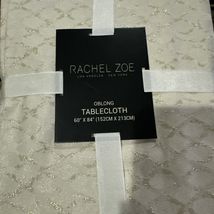 RACHEL ZOE
LOS ANGELES NEW YORK
OBLONG
TABLECLOTH
60" X 84" (152CM X 213CM)